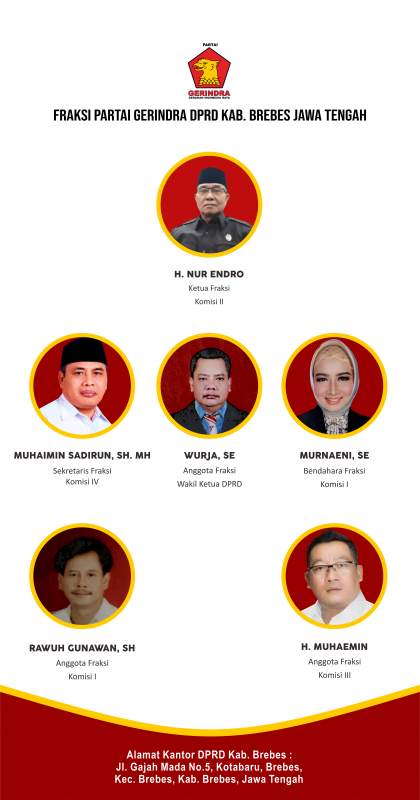 PARTAI
GERINDRA
GERAKAN INDONESIA RAYA
FRAKSI PARTAI GERINDRA DPRD KAB. BREBES JAWA TENGAH
H. NUR ENDRO
Ketua Fraksi
Komisi II
MUHAIMIN SADIRUN, SH. MH
Sekretaris Fraksi
Komisi IV
WURJA, SE
Anggota Fraksi
Wakil Ketua DPRD
MURNAENI, SE
Bendahara Fraksi
Komisi I
RAWUH GUNAWAN, SH
Anggota Fraksi
Komisi I
H. MUHAEMIN
Anggota Fraksi
Komisi III
Alamat Kantor DPRD Kab. Brebes :
Jl. Gajah Mada No.5, Kotabaru, Brebes,
Kec. Brebes, Kab. Brebes, Jawa Tengah